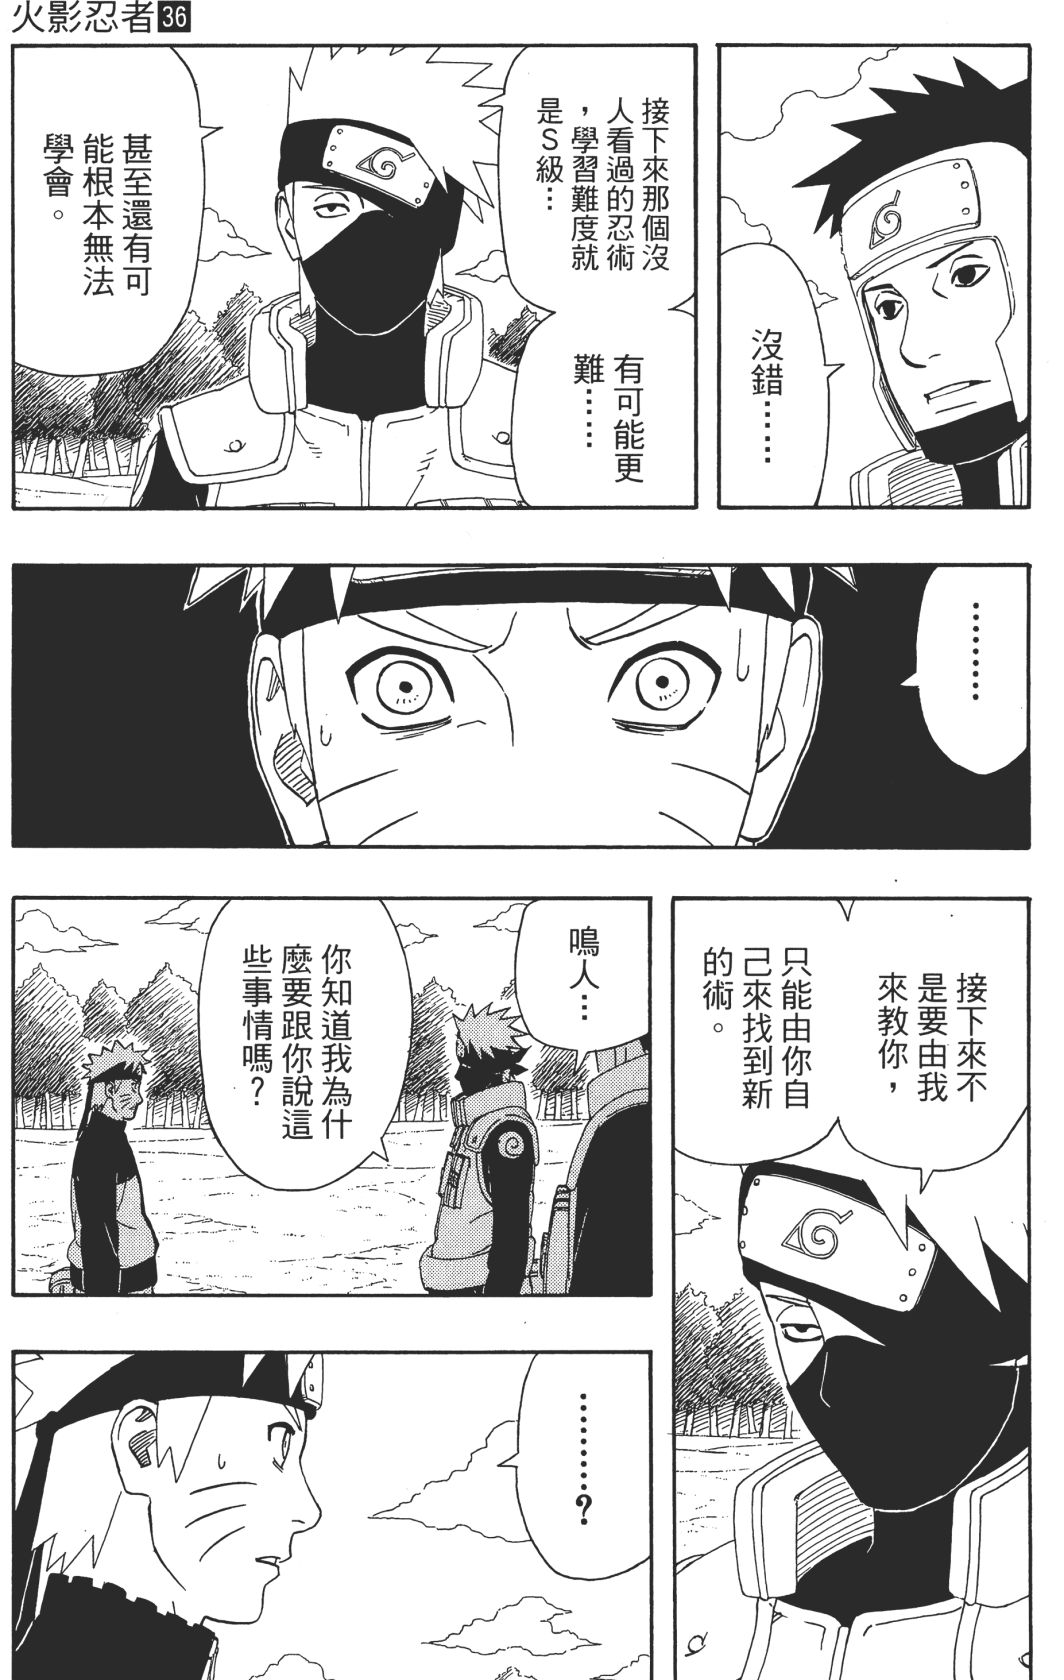 火影忍者36
沒錯……
接下來那個沒
人看過的忍術
，學習難度就
是S級…
有可能更
難……
甚至還有可
能根本無法
學會。
………
接下來不
是要由我
來教你，
只能由你自
己來找到新
的術。
鳴人…
你知道我為什
麼要跟你說這
些事情嗎？
………?